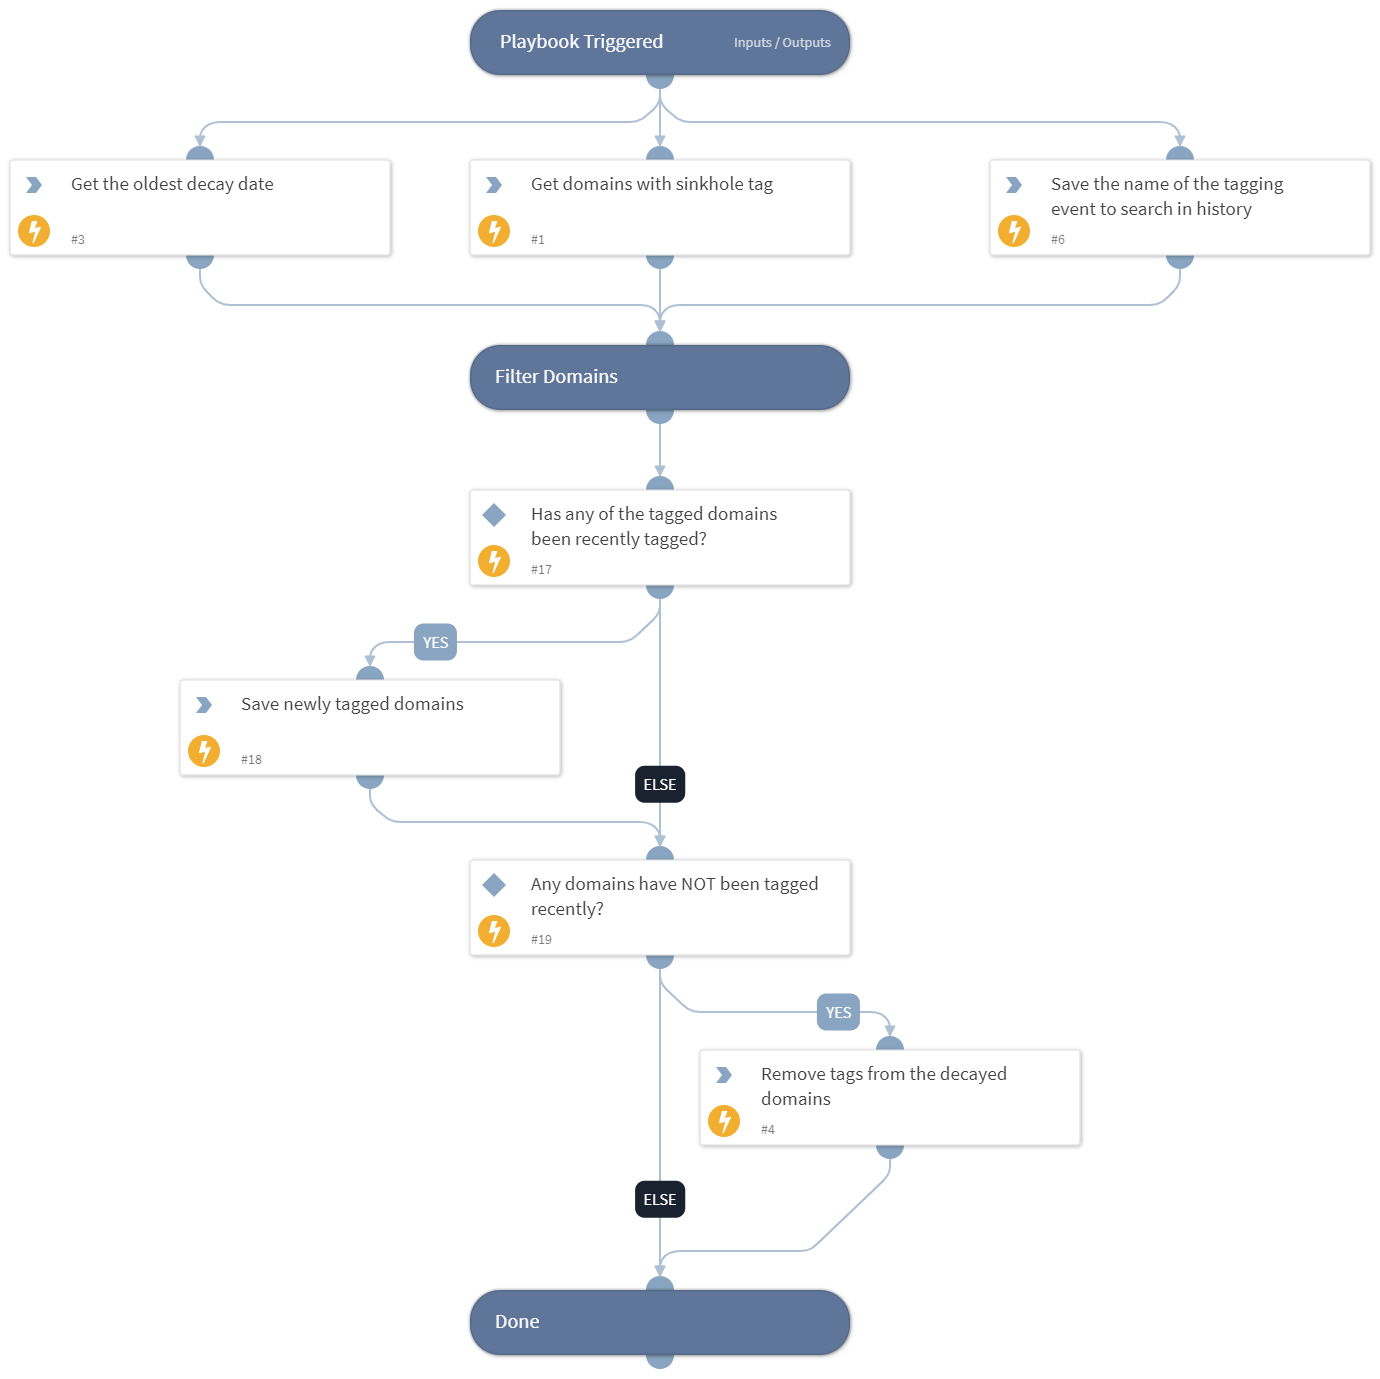 Playbook Triggered
Inputs / Outputs
Get the oldest decay date
#3
Get domains with sinkhole tag
#1
Save the name of the tagging
event to search in history
#6
Filter Domains
Has any of the tagged domains
been recently tagged?
#17
YES
Save newly tagged domains
#18
ELSE
Any domains have NOT been tagged
recently?
#19
YES
Remove tags from the decayed
domains
#4
ELSE
Done